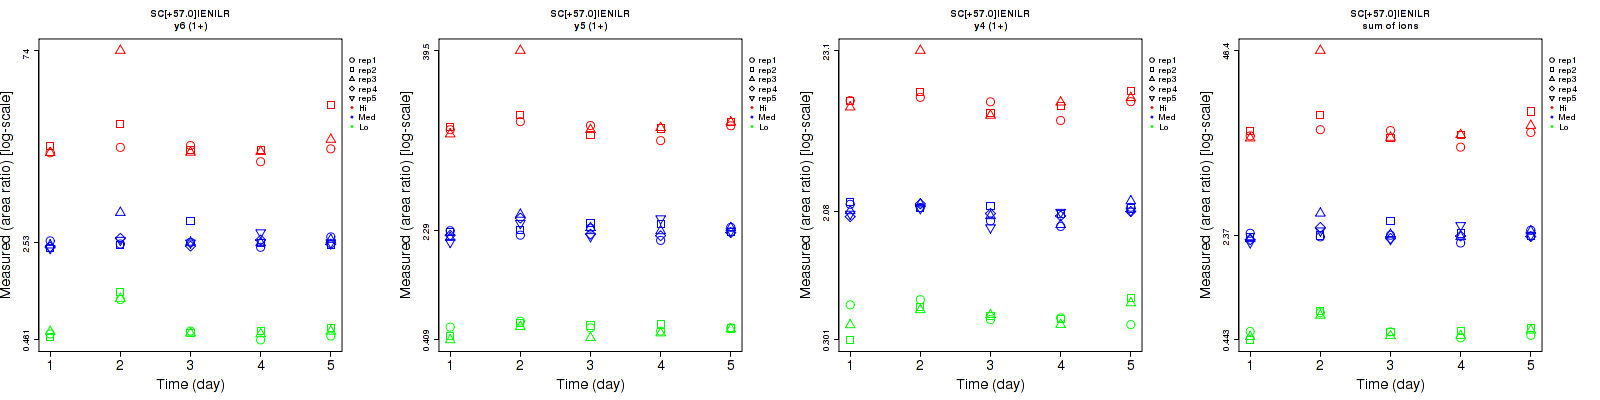 SC[+57.0]IENILR
y6 (1+)
74
2.53
0.481
Measured (area ratio) [log-scale]
1 2 3 4 5
Time (day)
rep1
rep2
rep3
rep4
rep5
Hi
Med
Lo
SC[+57.0]IENILR
y5 (1+)
39.5
2.29
0.409
Measured (area ratio) [log-scale]
1 2 3 4 5
Time (day)
rep1
rep2
rep3
rep4
rep5
Hi
Med
Lo
SC[+57.0]IENILR
y4 (1+)
23.1
2.08
0.301
Measured (area ratio) [log-scale]
1 2 3 4 5
Time (day)
rep1
rep2
rep3
rep4
rep5
Hi
Med
Lo
SC[+57.0]IENILR
sum of ions
46.4
2.37
0.443
Measured (area ratio) [log-scale]
1 2 3 4 5
Time (day)
rep1
rep2
rep3
rep4
rep5
Hi
Med
Lo